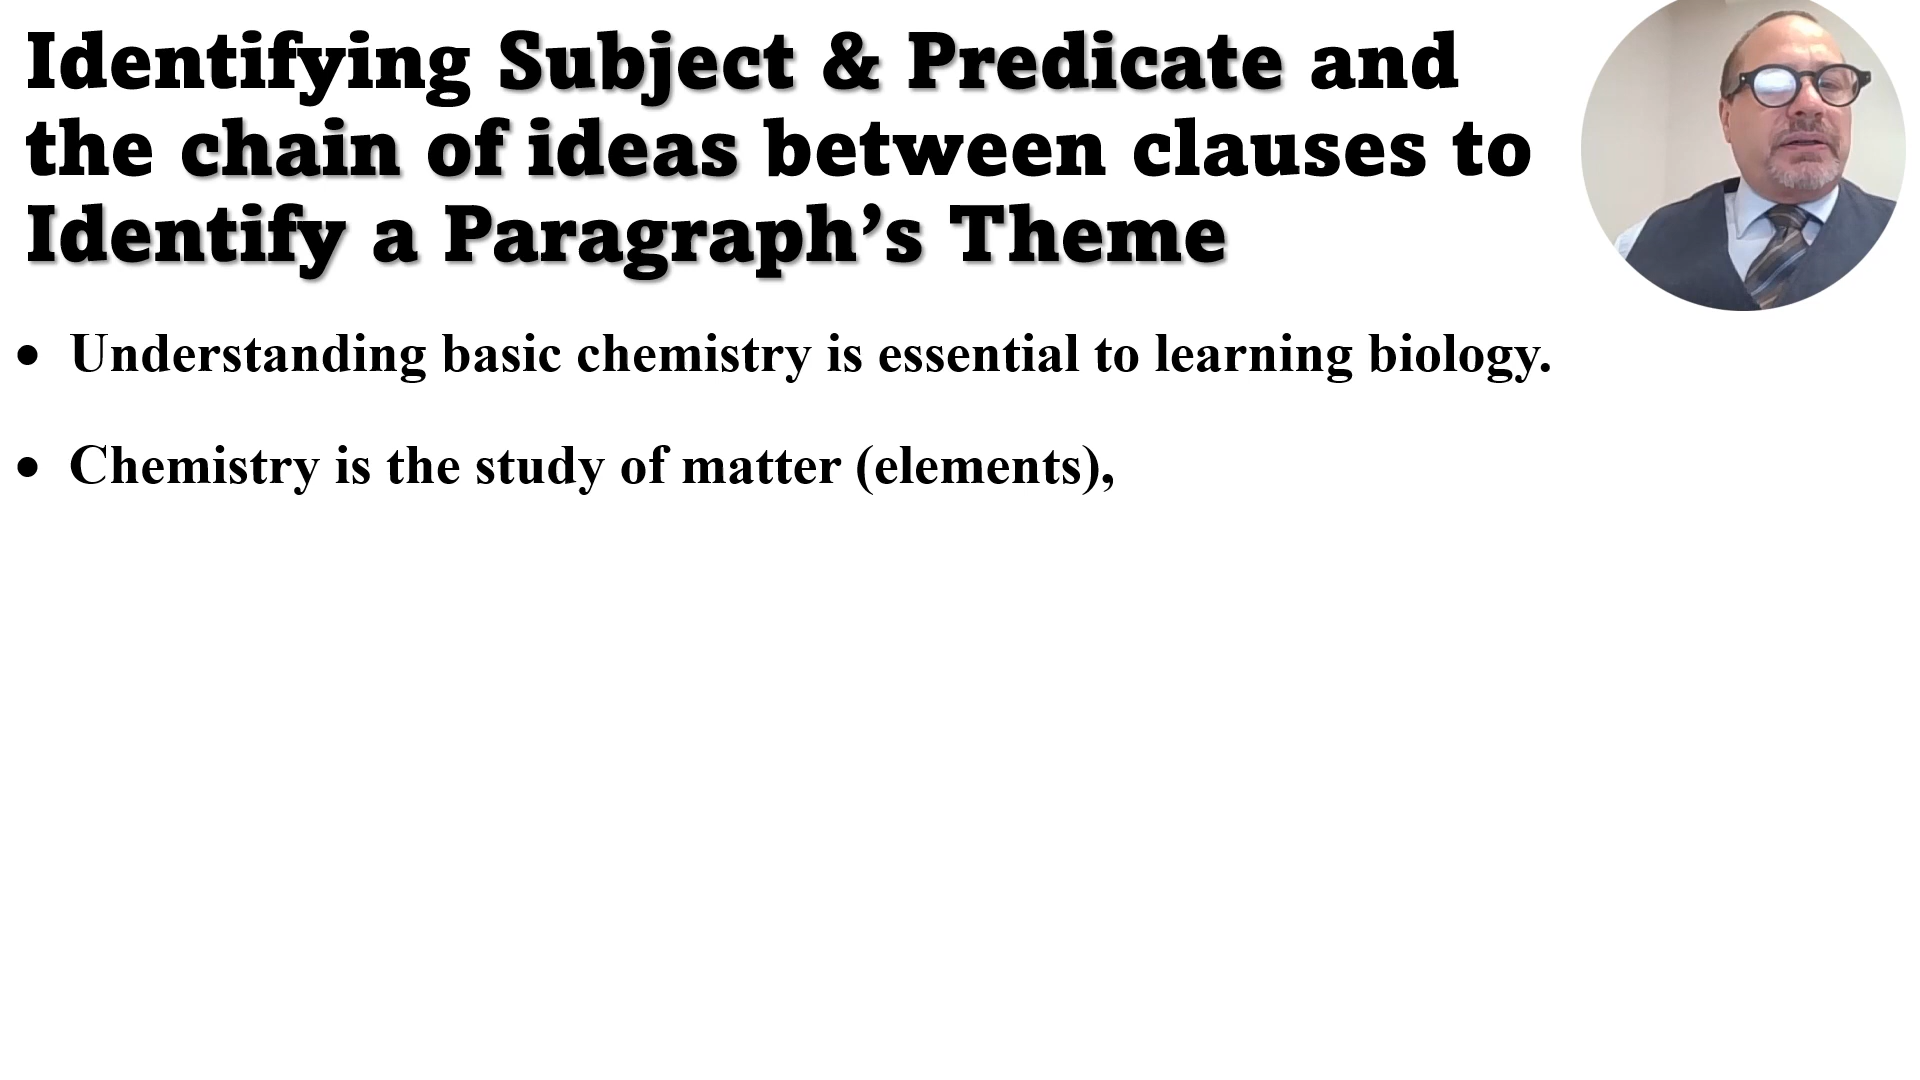 Identifying Subject & Predicate and
the chain of ideas between clauses to
Identify a Paragraph’s Theme
• Understanding basic chemistry is essential to learning biology.
• Chemistry is the study of matter (elements),